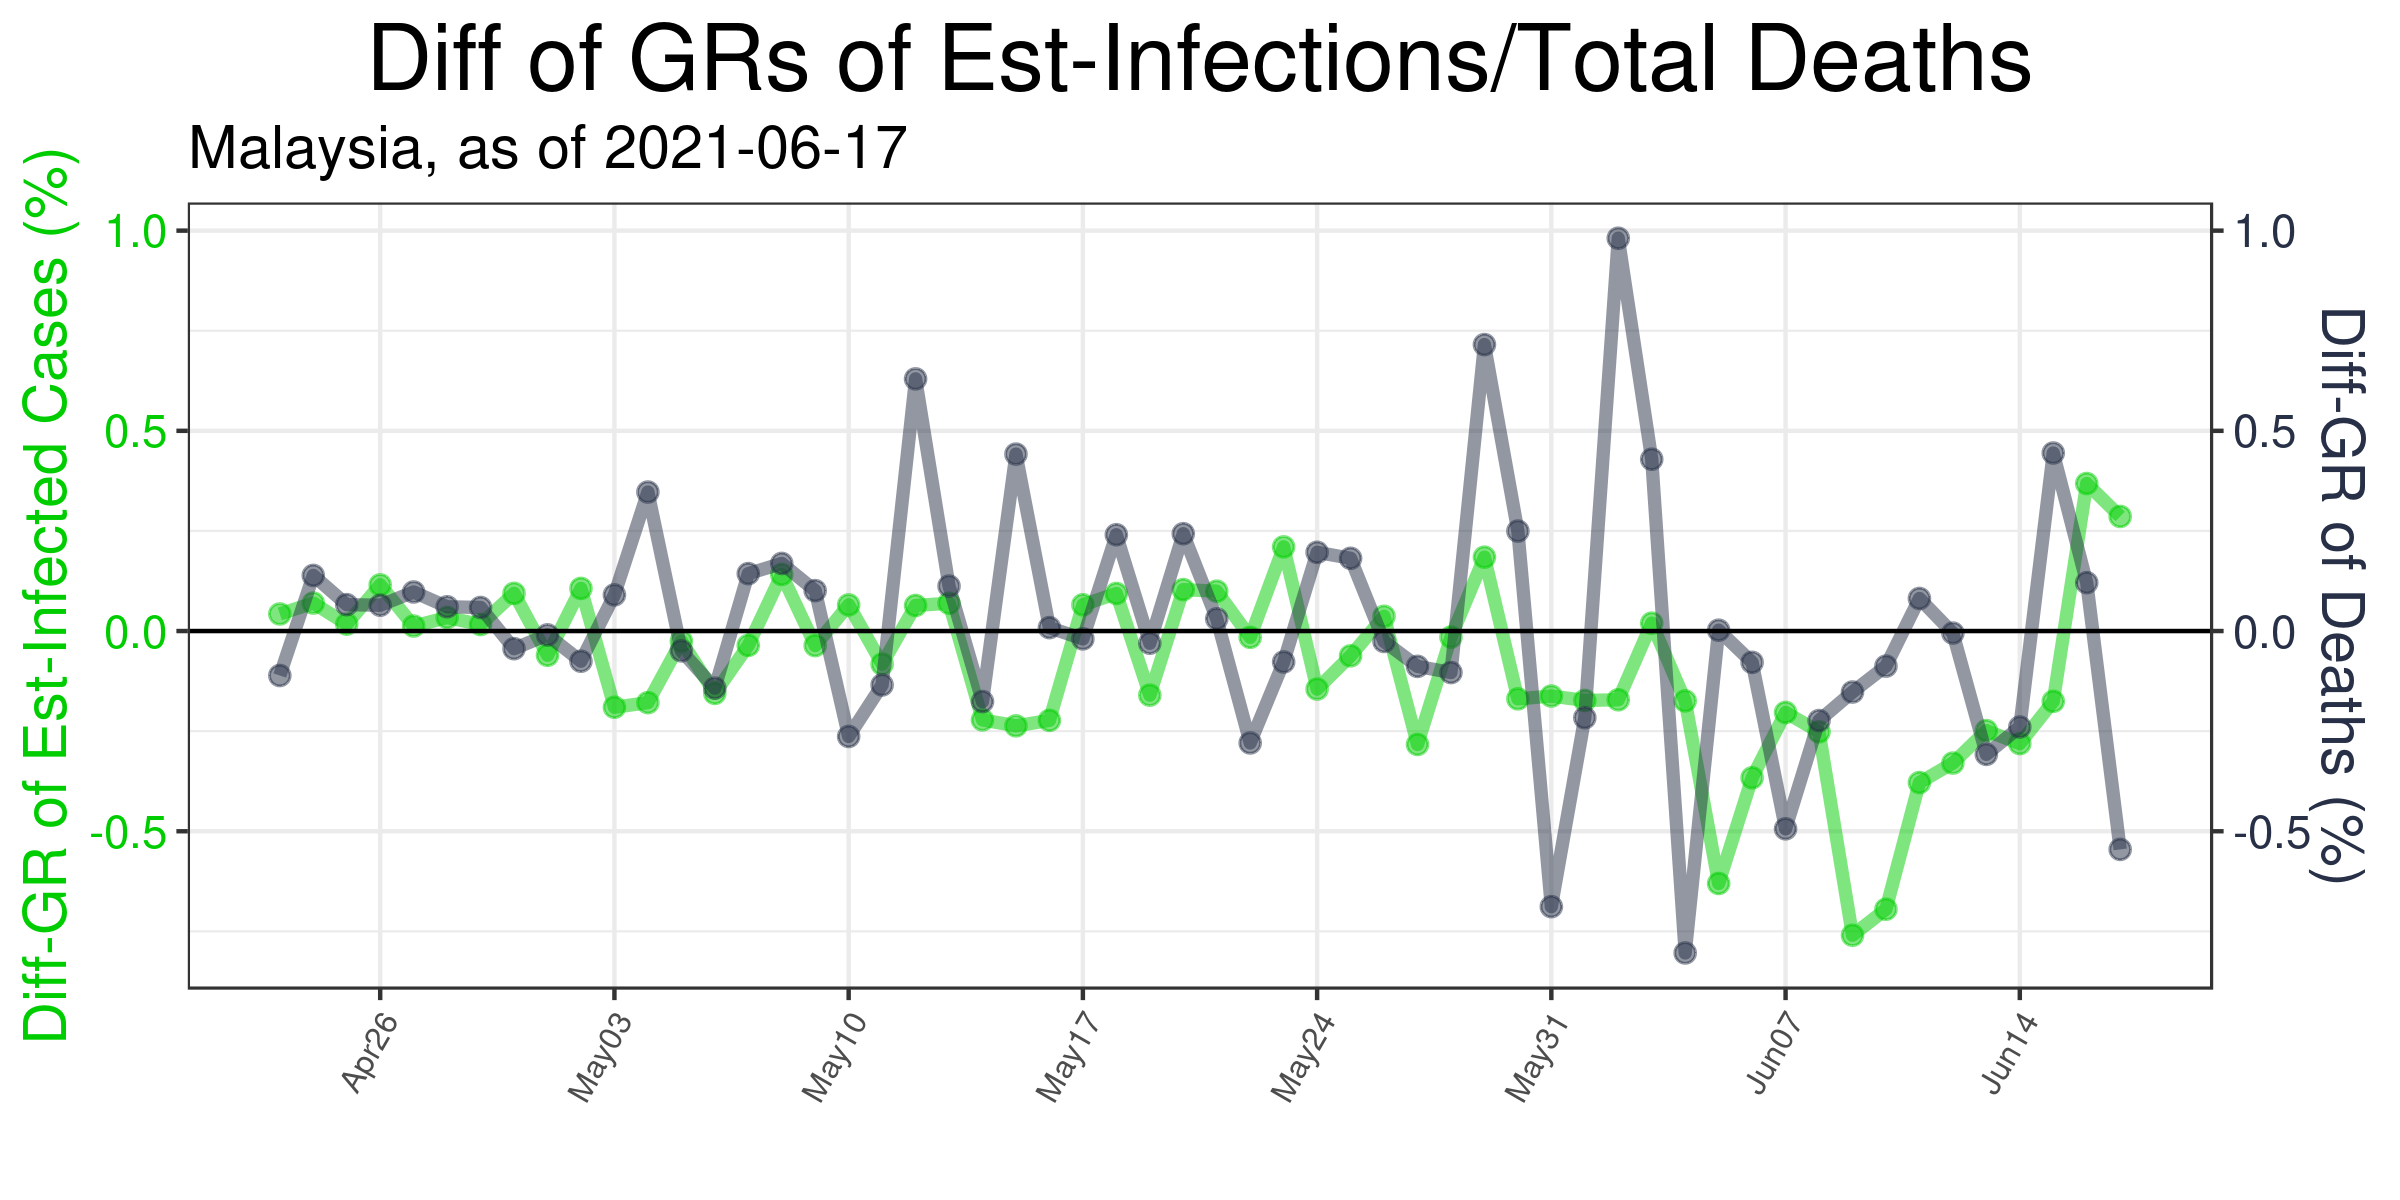 Diff of GRs of Est-Infections/Total Deaths
Malaysia, as of 2021-06-17
Diff-GR of Est-Infected Cases (%)
1.0
0.5
0.0
-0.5
1.0
0.5
0.0
-0.5
Diff-GR of Deaths (%)
Apr26
May03
May10
May17
May24
May31
Jun07
Jun14